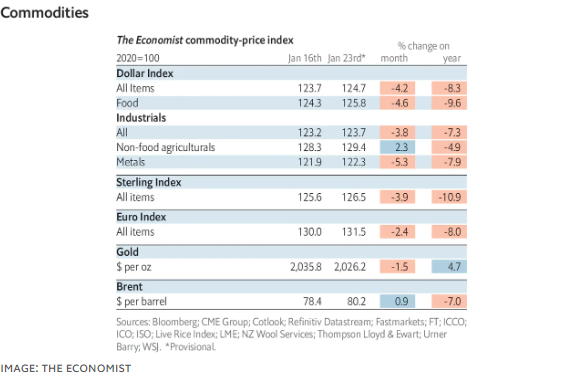 Commodities
The Economist commodity-price index
% change on
2020=100 Jan 16th Jan 23rd* month year
Dollar Index
All Items 123.7 124.7 -4.2 -8.3
Food 124.3 125.8 -4.6 -9.6
Industrials
All 123.2 123.7 -3.8 -7.3
Non-food agriculturals 128.3 129.4 2.3 -4.9
Metals 121.9 122.3 -5.3 -7.9
Sterling Index
All items 125.6 126.5 -3.9 -10.9
Euro Index
All items 130.0 131.5 -2.4 -8.0
Gold
$ per oz 2,035.8 2,026.2 -1.5 4.7
Brent
$ per barrel 78.4 80.2 0.9 -7.0
Sources: Bloomberg; CME Group; Cotlook; Refinitiv Datastream; Fastmarkets; FT; ICCO;
ICO; ISO; Live Rice Index; LME; NZ Wool Services; Thompson Lloyd & Ewart; Urner
Barry; WSJ. *Provisional.
IMAGE: THE ECONOMIST